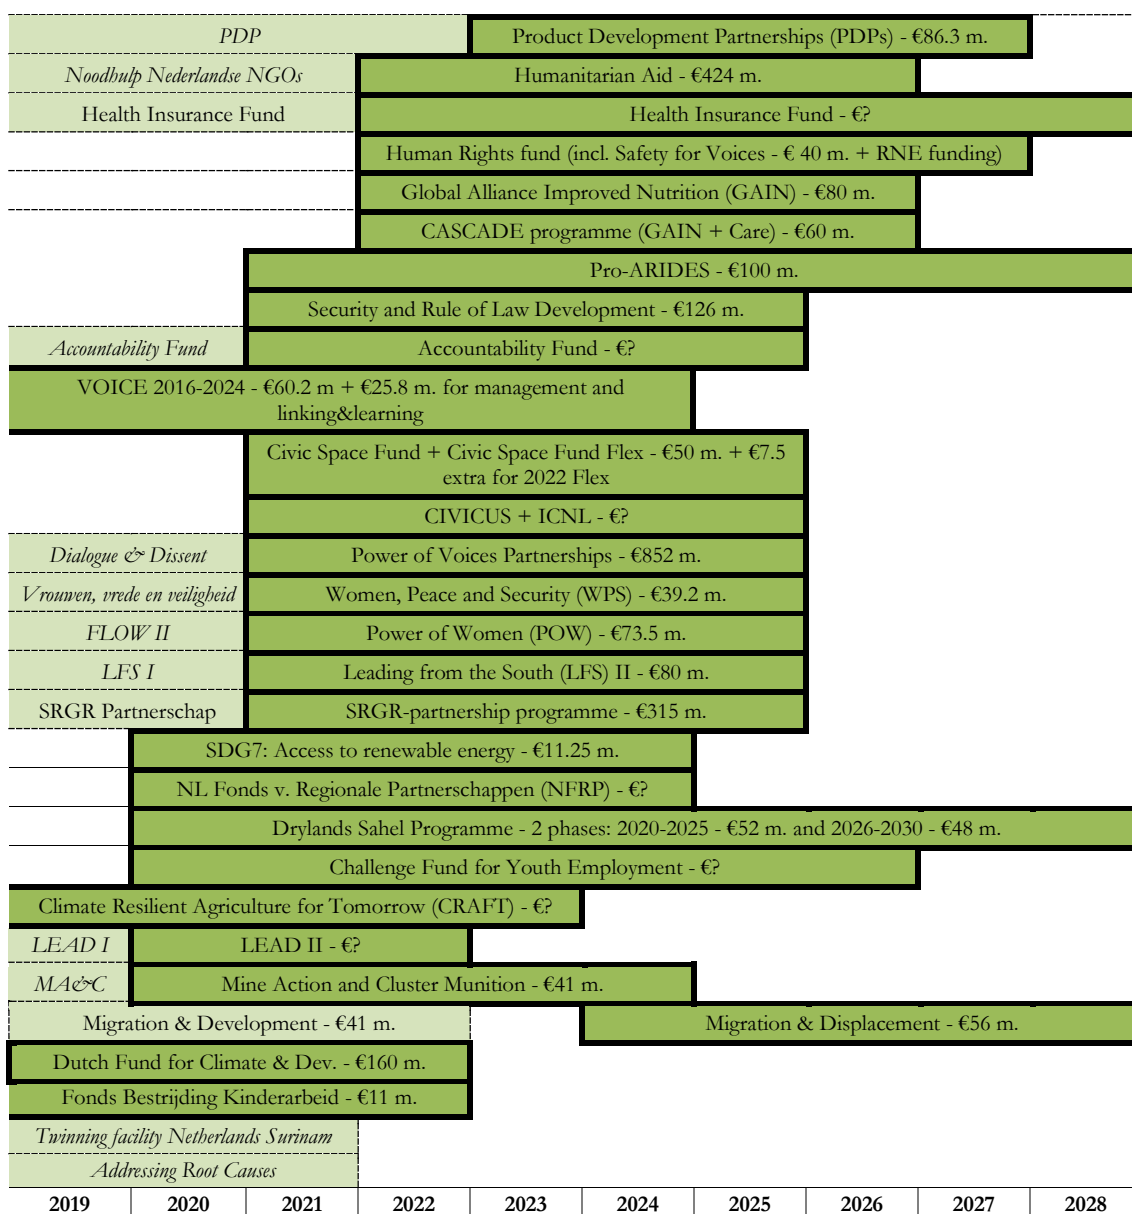 PDP
Product Development Partnerships (PDPs) - €86.3 m.
Noodhulp Nederlandse NGOs
Humanitarian Aid - €424 m.
Health Insurance Fund
Health Insurance Fund - €?
Human Rights fund (incl. Safety for Voices - € 40 m. + RNE funding)
Global Alliance Improved Nutrition (GAIN) - €80 m.
CASCADE programme (GAIN + Care) - €60 m.
Pro-ARIDES - €100 m.
Security and Rule of Law Development - €126 m.
Accountability Fund
Accountability Fund - €?
VOICE 2016-2024 - €60.2 m + €25.8 m. for management and
linking&learning
Civic Space Fund + Civic Space Fund Flex - €50 m. + €7.5
extra for 2022 Flex
CIVICUS + ICNL - €?
Dialogue & Dissent
Power of Voices Partnerships - €852 m.
Vrouwen, vrede en veiligheid
Women, Peace and Security (WPS) - €39.2 m.
FLOW II
Power of Women (POW) - €73.5 m.
LFS I
Leading from the South (LFS) II - €80 m.
SRGR Partnerschap
SRGR-partnership programme - €315 m.
SDG7: Access to renewable energy - €11.25 m.
NL Fonds v. Regionale Partnerschappen (NFRP) - €?
Drylands Sahel Programme - 2 phases: 2020-2025 - €52 m. and 2026-2030 - €48 m.
Challenge Fund for Youth Employment - €?
Climate Resilient Agriculture for Tomorrow (CRAFT) - €?
LEAD I
LEAD II - €?
MA&C
Mine Action and Cluster Munition - €41 m.
Migration & Development - €41 m.
Migration & Displacement - €56 m.
Dutch Fund for Climate & Dev. - €160 m.
Fonds Bestrijding Kinderarbeid - €11 m.
Twinning facility Netherlands Surinam
Addressing Root Causes
2019 2020 2021 2022 2023 2024 2025 2026 2027 2028